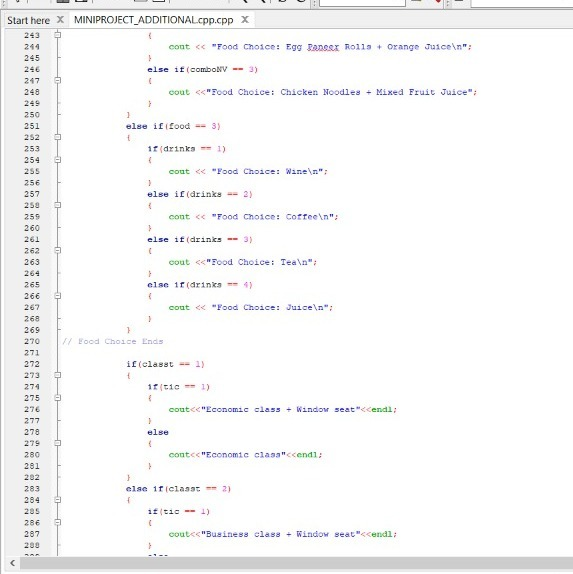 Start here X MINIPROJECT_ADDITIONAL.cpp.cpp X
243 {
244 cout << "Food Choice: Egg Paneer Rolls + Orange Juice\n";
245 }
246 else if(comboNV == 3)
247 {
248 cout <<"Food Choice: Chicken Noodles + Mixed Fruit Juice";
249 }
250 }
251 else if(food == 3)
252 {
253 if(drinks == 1)
254 {
255 cout << "Food Choice: Wine\n";
256 }
257 else if(drinks == 2)
258 {
259 cout << "Food Choice: Coffee\n";
260 }
261 else if(drinks == 3)
262 {
263 cout <<"Food Choice: Tea\n";
264 }
265 else if(drinks == 4)
266 {
267 cout << "Food Choice: Juice\n";
268 }
269 }
270 // Food Choice Ends
271
272 if(classt == 1)
273 {
274 if(tic == 1)
275 {
276 cout<<"Economic class + Window seat"<<endl;
277 }
278 else
279 {
280 cout<<"Economic class"<<endl;
281 }
282 }
283 else if(classt == 2)
284 {
285 if(tic == 1)
286 {
287 cout<<"Business class + Window seat"<<endl;
288 }